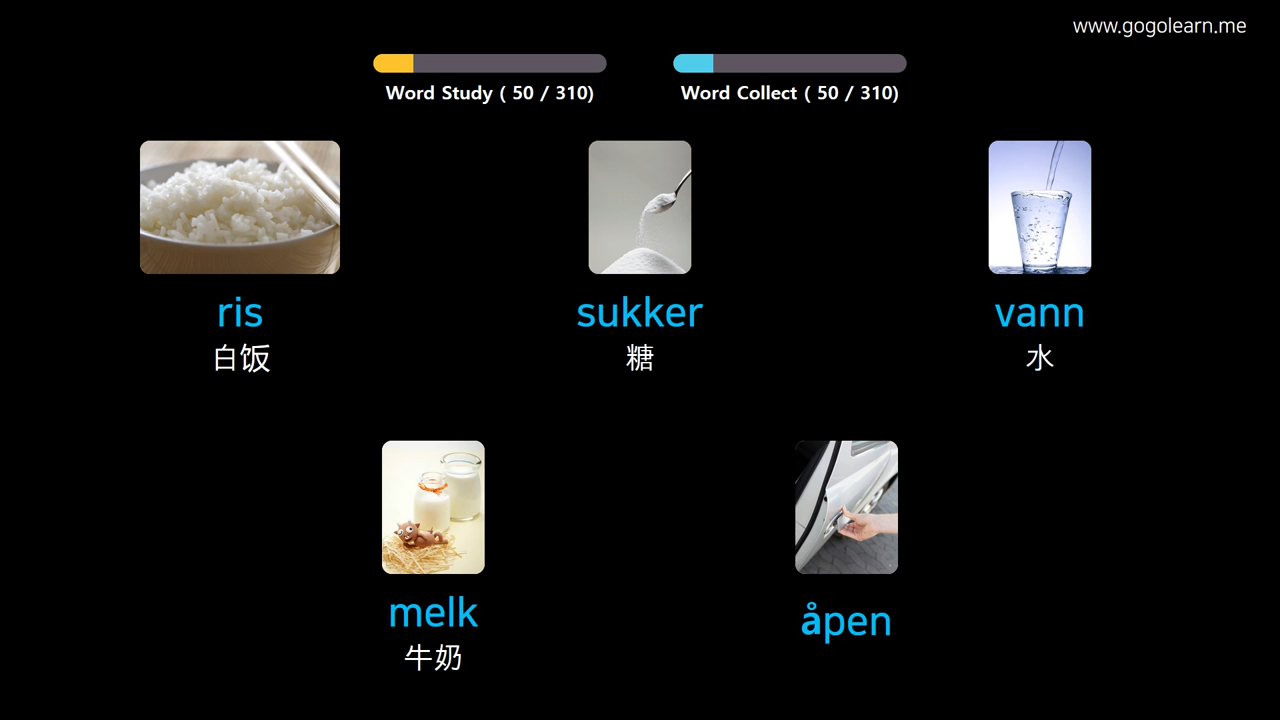 www.gogolearn.me
Word Study ( 50 / 310)
Word Collect ( 50 / 310)
ris
白饭
sukker
糖
vann
水
melk
牛奶
åpen